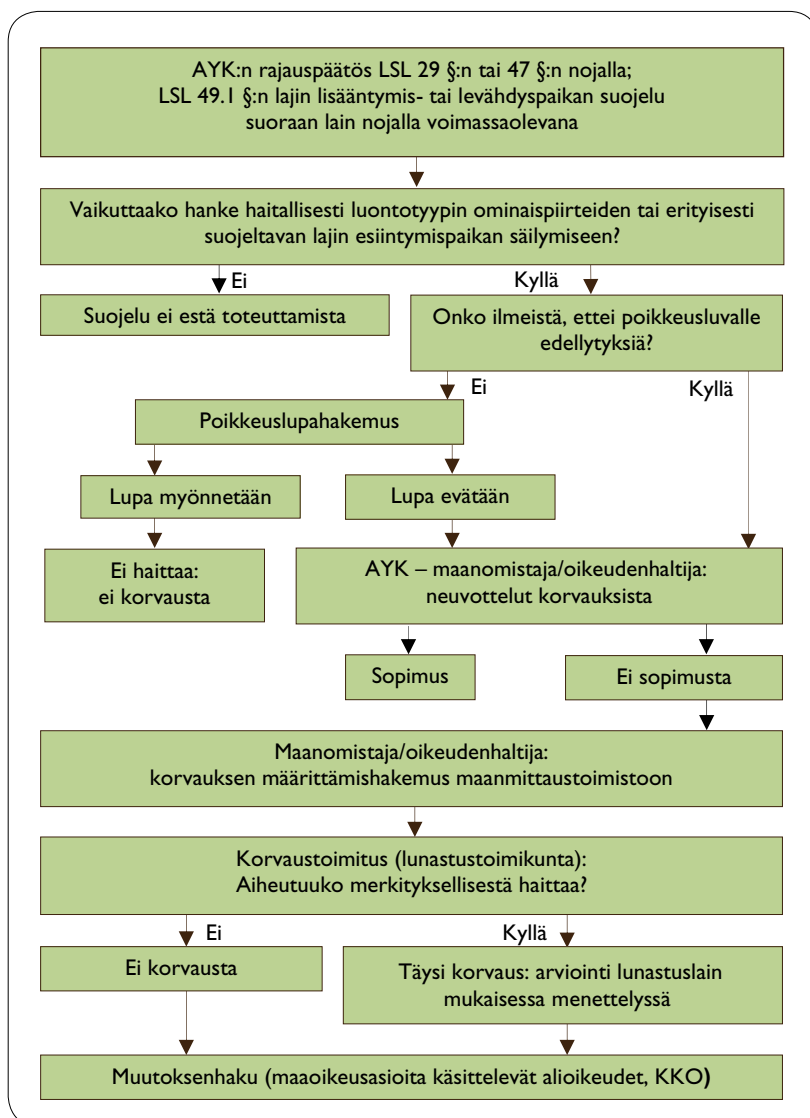 AYK:n rajauspäätös LSL 29 §:n tai 47 §:n nojalla;
LSL 49.1 §:n lajin lisääntymis- tai levähdyspaikan suojelu
suoraan lain nojalla voimassaolevana
Vaikuttaako hanke haitallisesti luontotyypin ominaispiirteiden tai erityisesti
suojeltavan lajin esiintymispaikan säilymiseen?
Ei
Kyllä
Suojelu ei estä toteuttamista
Onko ilmeistä, ettei poikkeusluvalle
edellytyksiä?
Ei
Kyllä
Poikkeuslupahakemus
Lupa myönnetään
Lupa evätään
Ei haittaa:
ei korvausta
AYK – maanomistaja/oikeudenhaltija:
neuvottelut korvauksista
Sopimus
Ei sopimusta
Maanomistaja/oikeudenhaltija:
korvauksen määrittämishakemus maanmittaustoimistoon
Korvaustoimitus (lunastustoimikunta):
Aiheutuuko merkityksellisestä haittaa?
Ei
Kyllä
Ei korvausta
Täysi korvaus: arviointi lunastuslain
mukaisessa menettelyssä
Muutoksenhaku (maaoikeusasioita käsittelevät alioikeudet, KKO)